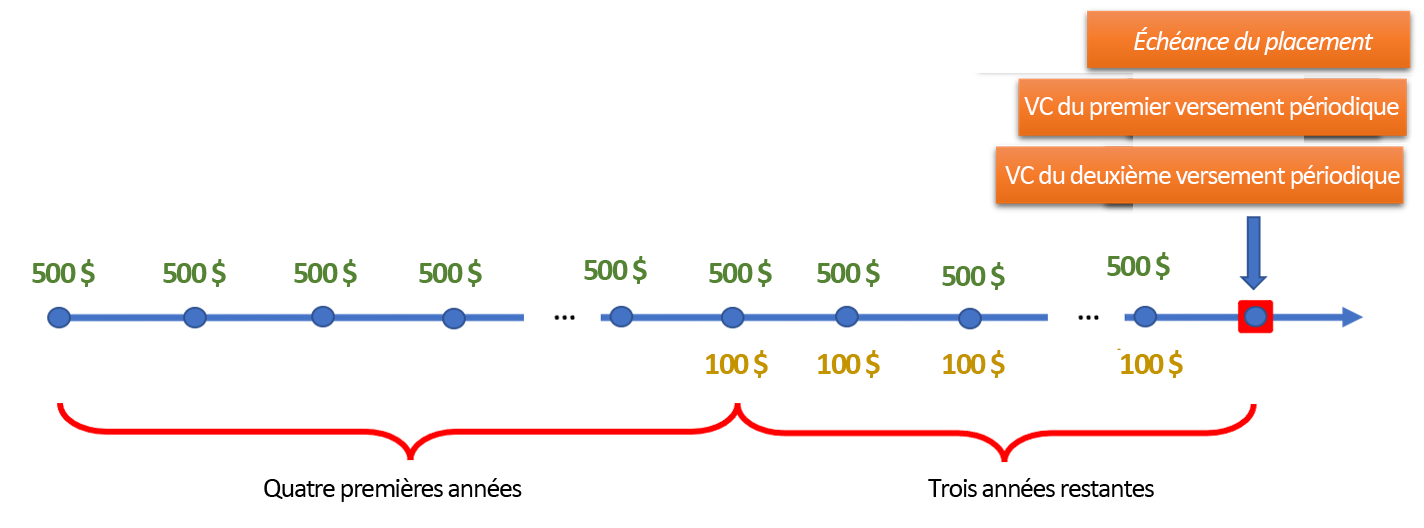 Échéance du placement
VC du premier versement périodique
VC du deuxième versement périodique
500 $ 500 $ 500 $ 500 $ 500 $ 500 $ 500 $ 500 $ 500 $
... ...
100 $ 100 $ 100 $ 100 $
Quatre premières années Trois années restantes